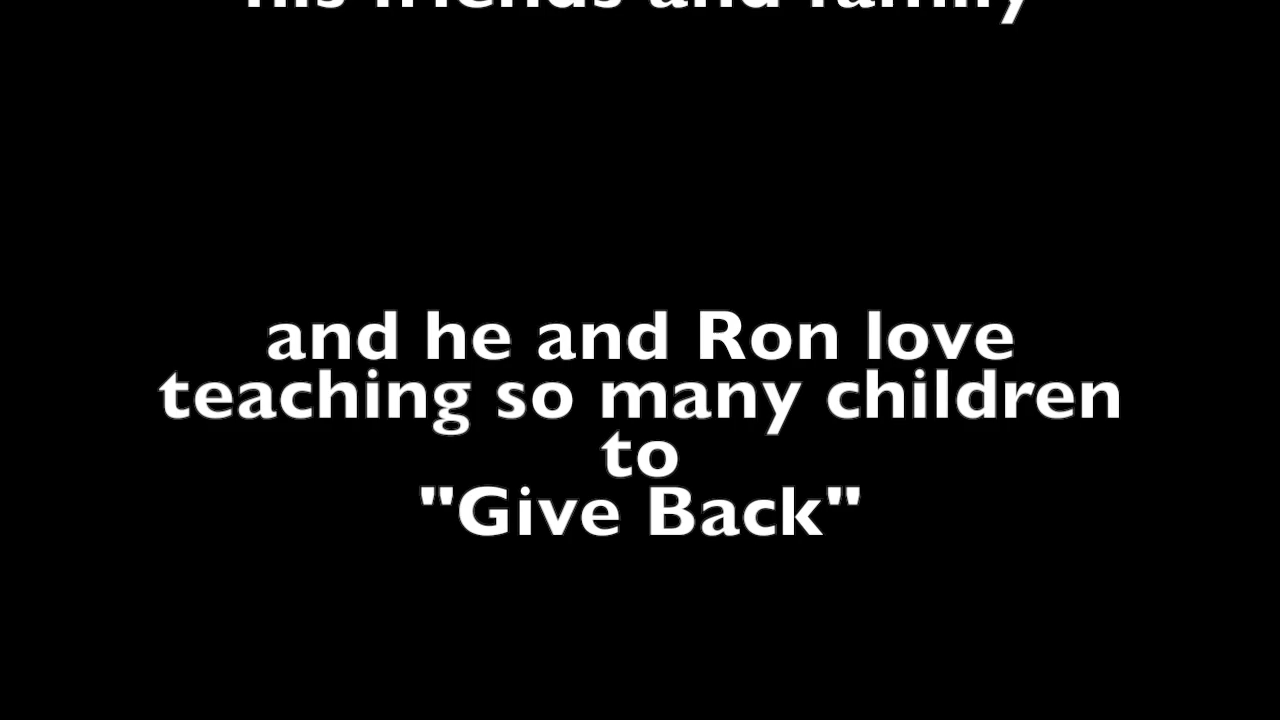 his friends and family
and he and Ron love
teaching so many children
to
"Give Back"